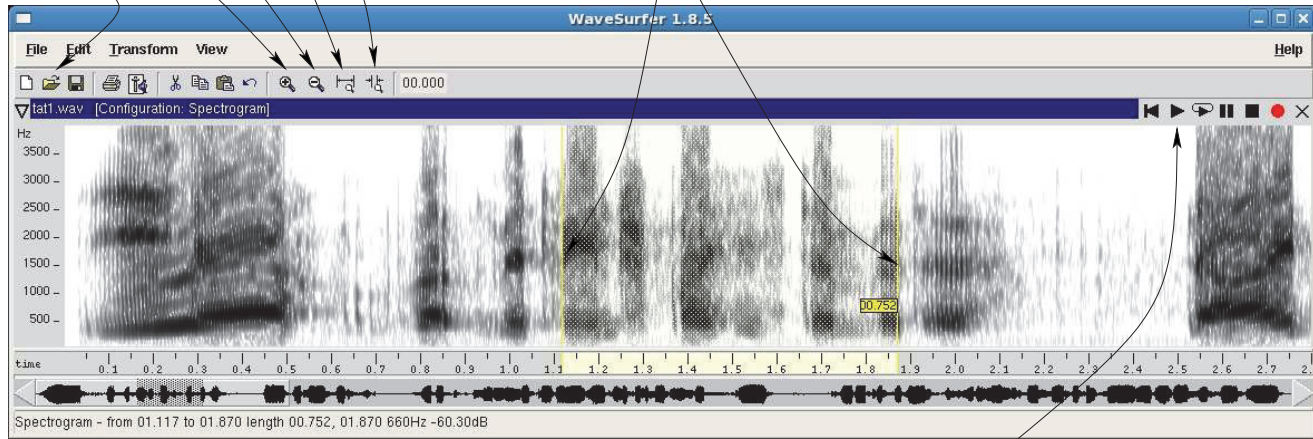 WaveSurfer 1.8.5
File Edit Transform View Help
00.000
tat1.wav [Configuration: Spectrogram]
Hz
3500
3000
2500
2000
1500
1000
500
00.752
time 0.1 0.2 0.3 0.4 0.5 0.6 0.7 0.8 0.9 1.0 1.1 1.2 1.3 1.4 1.5 1.6 1.7 1.8 1.9 2.0 2.1 2.2 2.3 2.4 2.5 2.6 2.7 2.
Spectrogram - from 01.117 to 01.870 length 00.752, 01.870 660Hz -60.30dB